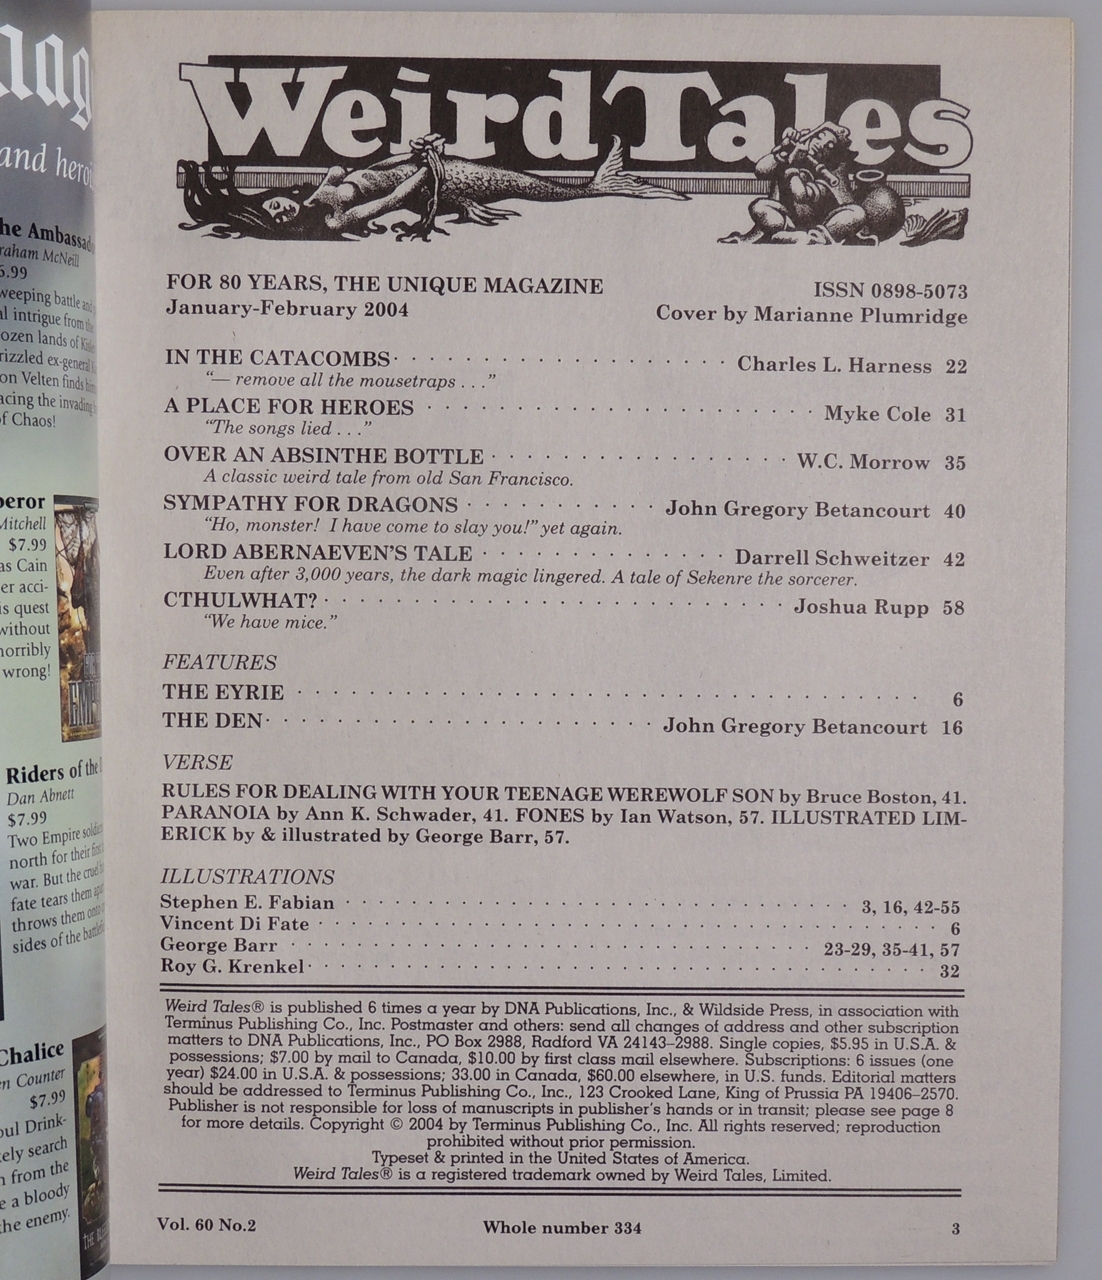 and
he
raham McNeill
of Chaos!
Mitchell
$7.99
as Cain
without
wrong!
Riders of the
Dan Abnett
$7.99
Two Empire
north for their
war. But the cruel
fate tears them
throws them
sides of the
Chalice
Counter
$7.99
Drink-
search
from the
a bloody
the enemy.
Weird Tales
FOR 80 YEARS, THE UNIQUE MAGAZINE ISSN 0898-5073
January-February 2004 Cover by Marianne Plumridge
IN THE CATACOMBS Charles L. Harness 22
“— remove all the mousetraps . . .”
A PLACE FOR HEROES Myke Cole 31
“The songs lied . . .”
OVER AN ABSINTHE BOTTLE W.C. Morrow 35
A classic weird tale from old San Francisco.
SYMPATHY FOR DRAGONS John Gregory Betancourt 40
“Ho, monster! I have come to slay you!” yet again.
LORD ABERNAEVEN’S TALE Darrell Schweitzer 42
Even after 3,000 years, the dark magic lingered. A tale of Sekenre the sorcerer.
CTHULWHAT? Joshua Rupp 58
“We have mice.”
FEATURES
THE EYRIE 6
THE DEN John Gregory Betancourt 16
VERSE
RULES FOR DEALING WITH YOUR TEENAGE WEREWOLF SON by Bruce Boston, 41.
PARANOIA by Ann K. Schwader, 41. FONES by Ian Watson, 57. ILLUSTRATED LIM-
ERICK by & illustrated by George Barr, 57.
ILLUSTRATIONS
Stephen E. Fabian 3, 16, 42-55
Vincent Di Fate 6
George Barr 23-29, 35-41, 57
Roy G. Krenkel 32
Weird Tales® is published 6 times a year by DNA Publications, Inc., & Wildside Press, in association with
Terminus Publishing Co., Inc. Postmaster and others: send all changes of address and other subscription
matters to DNA Publications, Inc., PO Box 2988, Radford VA 24143–2988. Single copies, $5.95 in U.S.A. &
possessions; $7.00 by mail to Canada, $10.00 by first class mail elsewhere. Subscriptions: 6 issues (one
year) $24.00 in U.S.A. & possessions; 33.00 in Canada, $60.00 elsewhere, in U.S. funds. Editorial matters
should be addressed to Terminus Publishing Co., Inc., 123 Crooked Lane, King of Prussia PA 19406–2570.
Publisher is not responsible for loss of manuscripts in publisher’s hands or in transit; please see page 8
for more details. Copyright © 2004 by Terminus Publishing Co., Inc. All rights reserved; reproduction
prohibited without prior permission.
Typeset & printed in the United States of America.
Weird Tales® is a registered trademark owned by Weird Tales, Limited.
Vol. 60 No.2 Whole number 334 3